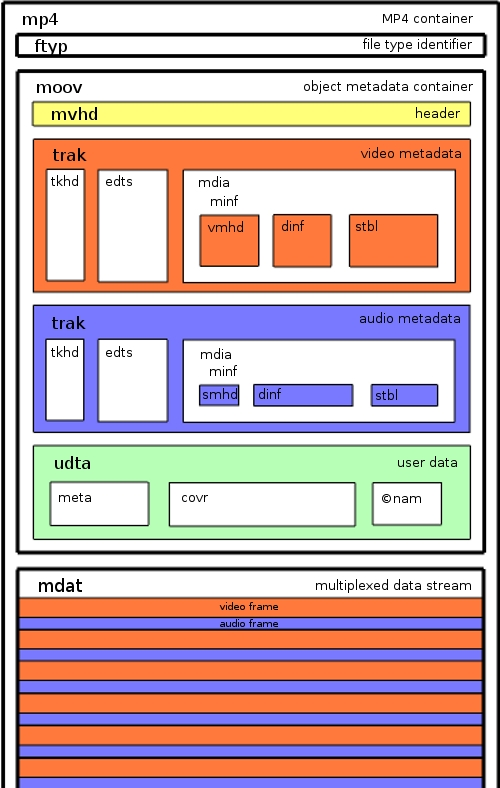 mp4 MP4 container
ftyp file type identifier
moov object metadata container
mvhd header
trak video metadata
tkhd edts mdia
minf
vmhd dinf stbl
trak audio metadata
tkhd edts mdia
minf
smhd dinf stbl
udta user data
meta covr ©nam
mdat multiplexed data stream
video frame
audio frame